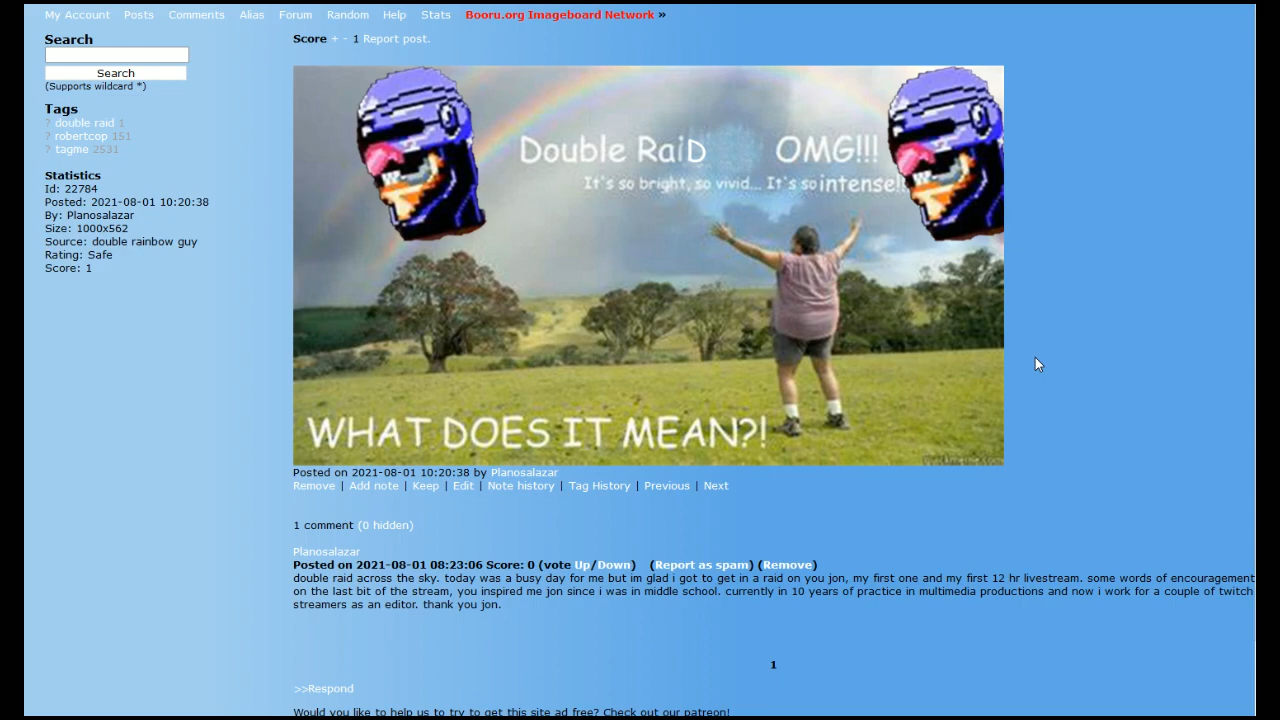 My Account Posts Comments Alias Forum Random Help Stats Booru.org Imageboard Network »
Search
Search
(Supports wildcard *)
Tags
? double raid 1
? robertcop 151
? tagme 2531
Statistics
Id: 22784
Posted: 2021-08-01 10:20:38
By: Planosalazar
Size: 1000x562
Source: double rainbow guy
Rating: Safe
Score: 1
Score + - 1 Report post.
Double RaiD OMG!!!
It`s so bright, so vivid... It`s so intense!!
WHAT DOES IT MEAN?!
quickmeme.com
Posted on 2021-08-01 10:20:38 by Planosalazar
Remove | Add note | Keep | Edit | Note history | Tag History | Previous | Next
1 comment (0 hidden)
Planosalazar
Posted on 2021-08-01 08:23:06 Score: 0 (vote Up/Down) (Report as spam) (Remove)
double raid across the sky. today was a busy day for me but im glad i got to get in a raid on you jon, my first one and my first 12 hr livestream. some words of encouragement
on the last bit of the stream, you inspired me jon since i was in middle school. currently in 10 years of practice in multimedia productions and now i work for a couple of twitch
streamers as an editor. thank you jon.
1
>>Respond
Would you like to help us to try to get this site ad free? Check out our patreon!